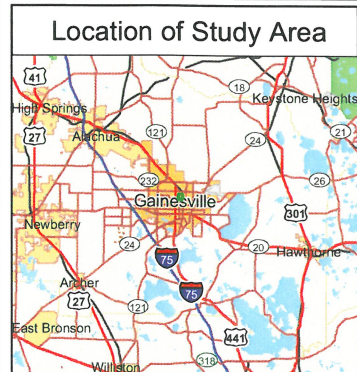 Location of Study Area
41
18
High Springs
Keystone Heights
27
Alachua
121
21
24
232
26
Gainesville
301
Newberry
24
20
Hawthorne
75
Archer
27
75
121
East Bronson
441
318
Williston